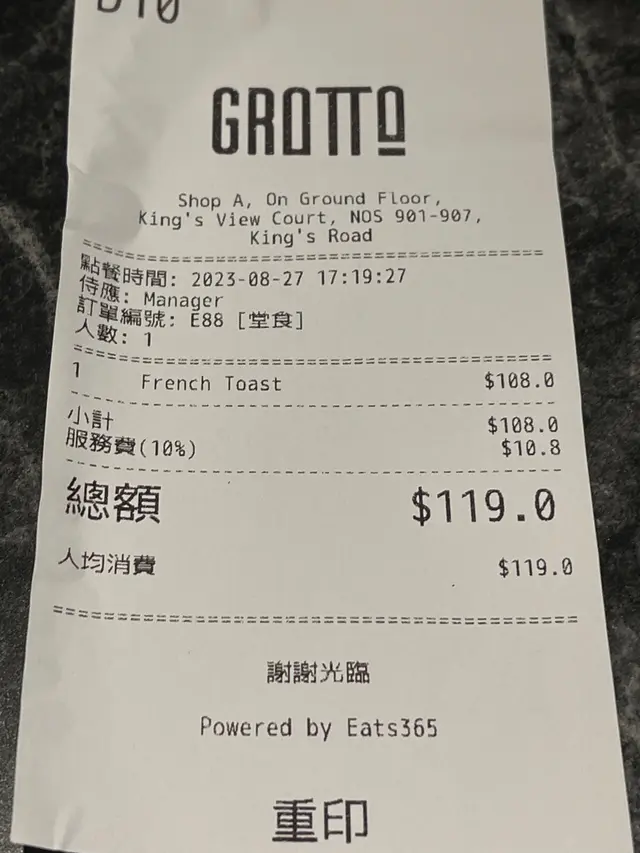 D10
GROTTO
Shop A, On Ground Floor,
King's View Court, NOS 901-907,
King's Road
點餐時間: 2023-08-27 17:19:27
侍應: Manager
訂單編號: E88 [堂食]
人數: 1
1 French Toast $108.0
小計 $108.0
服務費(10%) $10.8
總額 $119.0
人均消費 $119.0
謝謝光臨
Powered by Eats365
重印